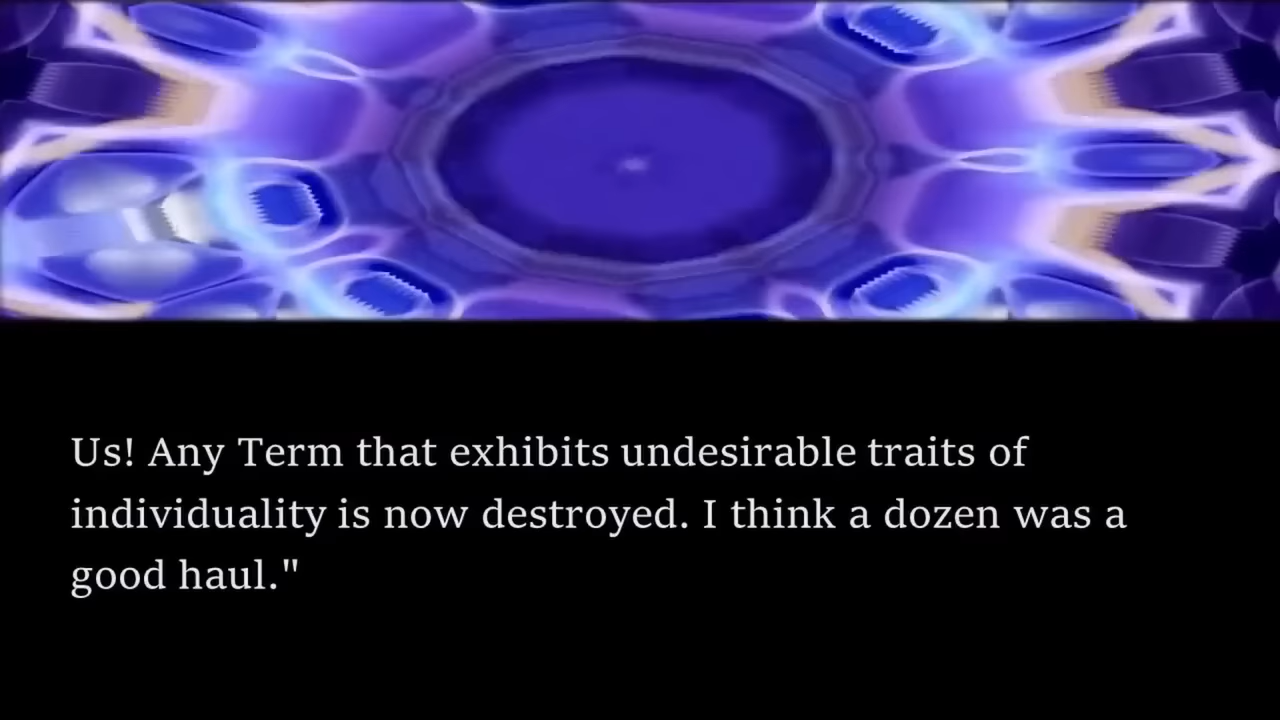 Us! Any Term that exhibits undesirable traits of
individuality is now destroyed. I think a dozen was a
good haul."